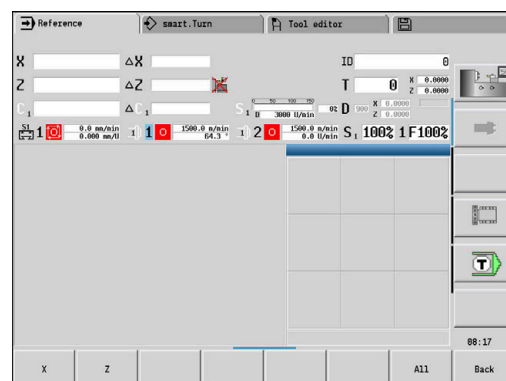 Reference smart.Turn Tool editor
X ΔX ID 0
Z ΔZ T 0 X 0.0000 Z 0.0000
C1 ΔC1 S1 0 50 100 150 D 3000 U/min 0% D 900 X 0.0000 Z 0.0000
S1 1 0.0 mm/min 0.000 mm/U 1) 1 1500.0 m/min 64.3 ° 1) 2 1500.0 m/min 0.0 U/min S1 100% 1 F100%
T
08:17
X Z All Back